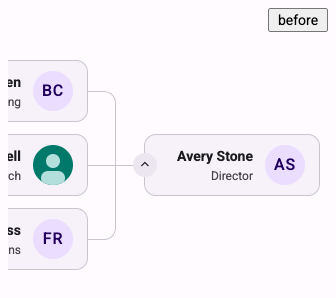 before
en
ng
BC
ell
ch
Avery Stone
Director
AS
ss
ns
FR